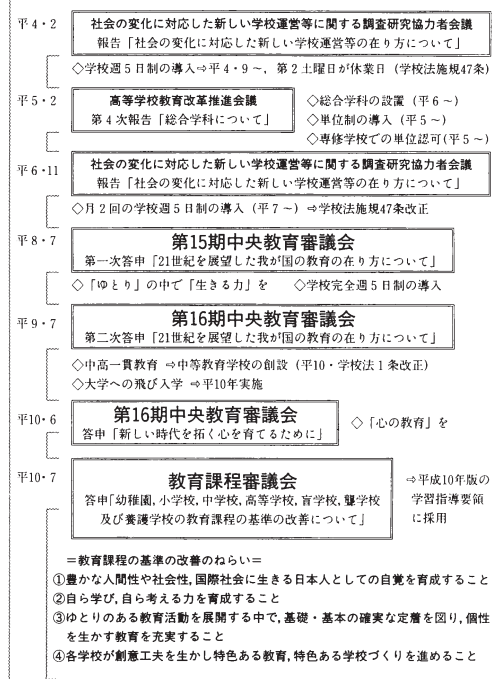 平4・2
社会の変化に対応した新しい学校運営等に関する調査研究協力者会議
報告「社会の変化に対応した新しい学校運営等の在り方について」
◇学校週5日制の導入⇨平4・9～, 第2土曜日が休業日（学校法施規47条）
平5・2
高等学校教育改革推進会議
第4次報告「総合学科について」
◇総合学科の設置（平6～）
◇単位制の導入（平5～）
◇専修学校での単位認可(平5～)
平6・11
社会の変化に対応した新しい学校運営等に関する調査研究協力者会議
報告「社会の変化に対応した新しい学校運営等の在り方について」
◇月2回の学校週5日制の導入（平7～）⇨学校法施規47条改正
平8・7
第15期中央教育審議会
第一次答申「21世紀を展望した我が国の教育の在り方について」
◇「ゆとり」の中で「生きる力」を ◇学校完全週5日制の導入
平9・7
第16期中央教育審議会
第二次答申「21世紀を展望した我が国の教育の在り方について」
◇中高一貫教育 ⇨中等教育学校の創設（平10・学校法1条改正）
◇大学への飛び入学 ⇨平10年実施
平10・6
第16期中央教育審議会
答申「新しい時代を拓く心を育てるために」
◇「心の教育」を
平10・7
教育課程審議会
答申「幼稚園, 小学校, 中学校, 高等学校, 盲学校, 聾学校
及び養護学校の教育課程の基準の改善について」
⇨平成10年版の
学習指導要領
に採用
＝教育課程の基準の改善のねらい＝
①豊かな人間性や社会性, 国際社会に生きる日本人としての自覚を育成すること
②自ら学び, 自ら考える力を育成すること
③ゆとりのある教育活動を展開する中で, 基礎・基本の確実な定着を図り, 個性
を生かす教育を充実すること
④各学校が創意工夫を生かし特色ある教育, 特色ある学校づくりを進めること